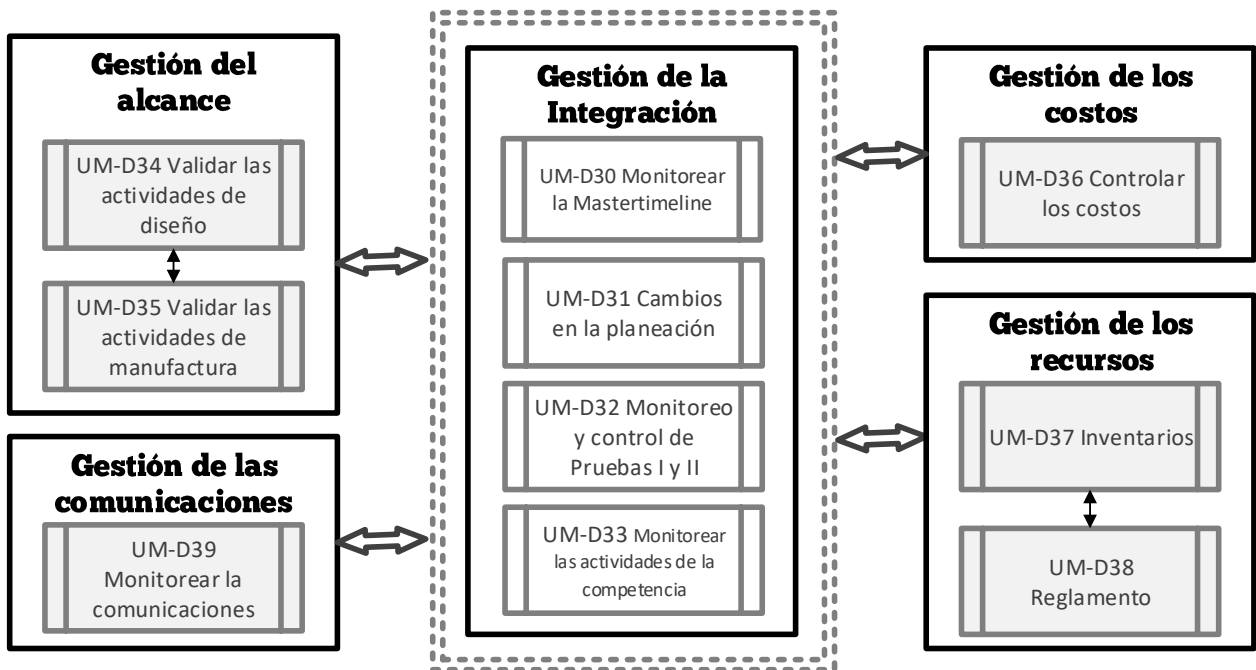 Gestión del
alcance
UM-D34 Validar las
actividades de
diseño
UM-D35 Validar las
actividades de
manufactura
Gestión de las
comunicaciones
UM-D39
Monitorear la
comunicaciones
Gestión de la
Integración
UM-D30 Monitorear
la Mastertimeline
UM-D31 Cambios
en la planeación
UM-D32 Monitoreo
y control de
Pruebas I y II
UM-D33 Monitorear
las actividades de la
competencia
Gestión de los
costos
UM-D36 Controlar
los costos
Gestión de los
recursos
UM-D37 Inventarios
UM-D38
Reglamento